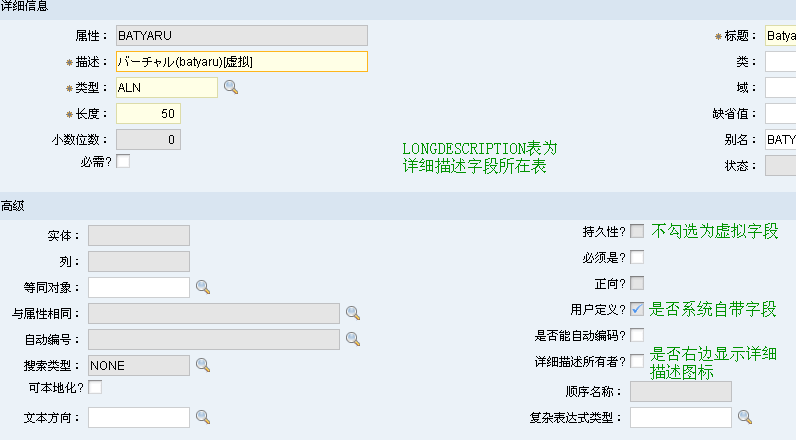 详细信息
属性： BATYARU
描述： バーチャル(batyaru)[虚拟]
类型： ALN
长度： 50
小数位数： 0
必需?
标题： Batya
类：
域：
缺省值：
别名： BATY
状态：
LONGDESCRIPTION表为
详细描述字段所在表
高级
实体：
列：
等同对象：
与属性相同：
自动编号：
搜索类型： NONE
可本地化?
文本方向：
持久性? 不勾选为虚拟字段
必须是?
正向?
用户定义? 是否系统自带字段
是否能自动编码?
详细描述所有者? 是否右边显示详细
描述图标
顺序名称：
复杂表达式类型：